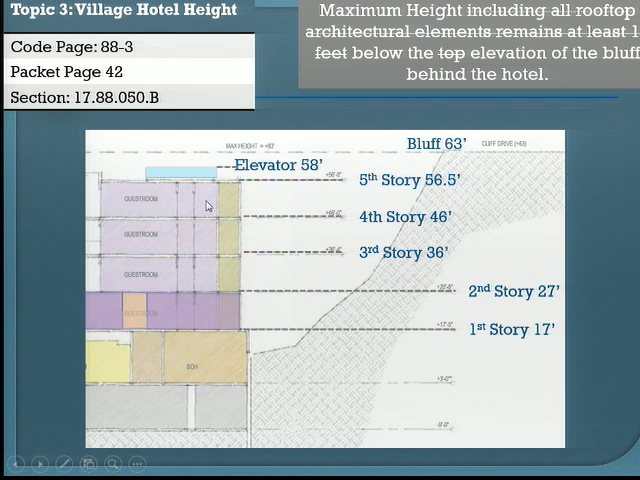 Topic 3: Village Hotel Height
Code Page: 88-3
Packet Page 42
Section: 17.88.050.B
Maximum Height including all rooftop
architectural elements remains at least 1
feet below the top elevation of the bluff
behind the hotel.
MAX HEIGHT = +63'
Bluff 63'
CLIFF DRIVE (+63)
Elevator 58'
5th Story 56.5'
GUESTROOM
4th Story 46'
GUESTROOM
3rd Story 36'
GUESTROOM
2nd Story 27'
GUESTROOM
1st Story 17'
BOH